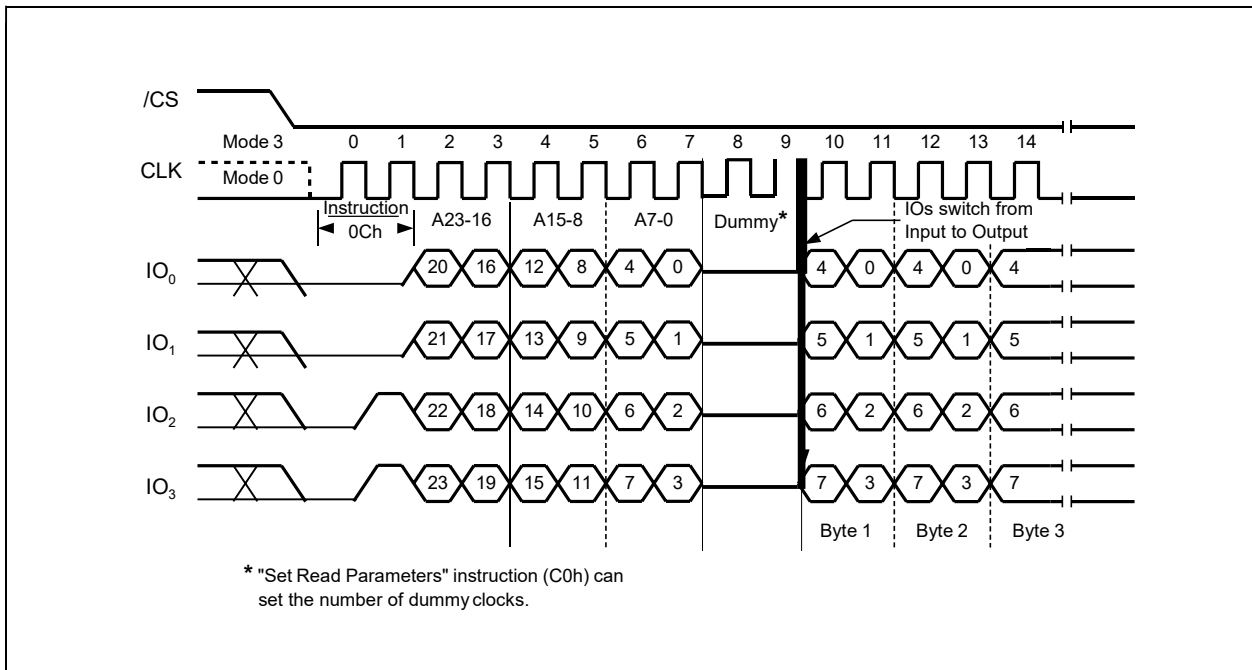 /CS
Mode 3 0 1 2 3 4 5 6 7 8 9 10 11 12 13 14
CLK
Mode 0
Instruction
0Ch
A23-16 A15-8 A7-0 Dummy*
IOs switch from
Input to Output
IO0 20 16 12 8 4 0 4 0 4 0 4
IO1 21 17 13 9 5 1 5 1 5 1 5
IO2 22 18 14 10 6 2 6 2 6 2 6
IO3 23 19 15 11 7 3 7 3 7 3 7
Byte 1 Byte 2 Byte 3
* "Set Read Parameters" instruction (C0h) can
set the number of dummy clocks.